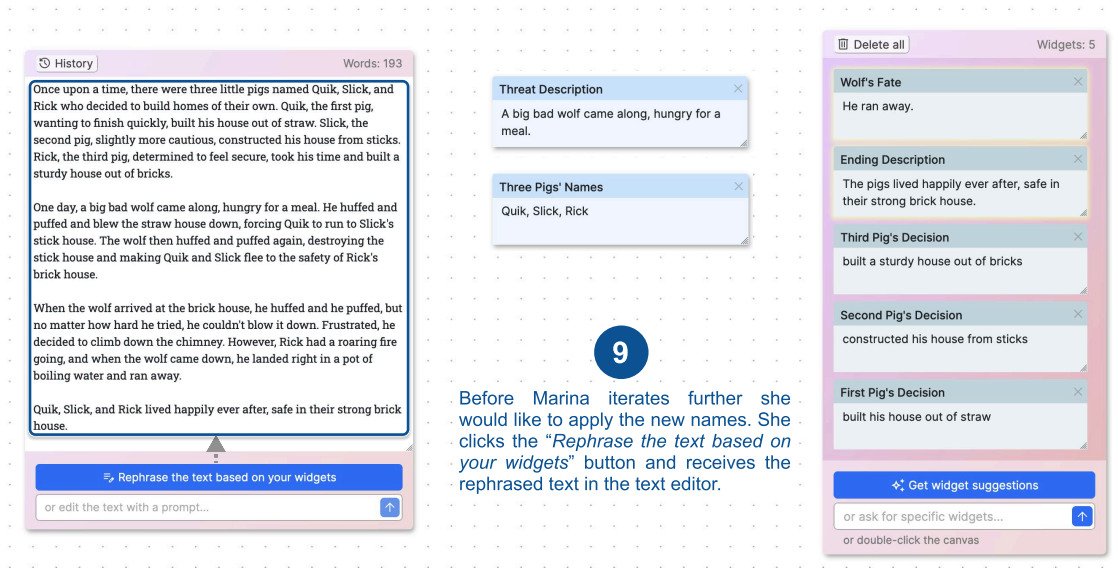 History
Words: 193
Once upon a time, there were three little pigs named Quik, Slick, and
Rick who decided to build homes of their own. Quik, the first pig,
wanting to finish quickly, built his house out of straw. Slick, the
second pig, slightly more cautious, constructed his house from sticks.
Rick, the third pig, determined to feel secure, took his time and built a
sturdy house out of bricks.
One day, a big bad wolf came along, hungry for a meal. He huffed and
puffed and blew the straw house down, forcing Quik to run to Slick's
stick house. The wolf then huffed and puffed again, destroying the
stick house and making Quik and Slick flee to the safety of Rick's
brick house.
When the wolf arrived at the brick house, he huffed and he puffed, but
no matter how hard he tried, he couldn't blow it down. Frustrated, he
decided to climb down the chimney. However, Rick had a roaring fire
going, and when the wolf came down, he landed right in a pot of
boiling water and ran away.
Quik, Slick, and Rick lived happily ever after, safe in their strong brick
house.
Rephrase the text based on your widgets
or edit the text with a prompt...
Threat Description
A big bad wolf came along, hungry for a
meal.
Three Pigs' Names
Quik, Slick, Rick
9
Before Marina iterates further she
would like to apply the new names. She
clicks the “Rephrase the text based on
your widgets” button and receives the
rephrased text in the text editor.
Delete all
Widgets: 5
Wolf's Fate
He ran away.
Ending Description
The pigs lived happily ever after, safe in
their strong brick house.
Third Pig's Decision
built a sturdy house out of bricks
Second Pig's Decision
constructed his house from sticks
First Pig's Decision
built his house out of straw
Get widget suggestions
or ask for specific widgets...
or double-click the canvas